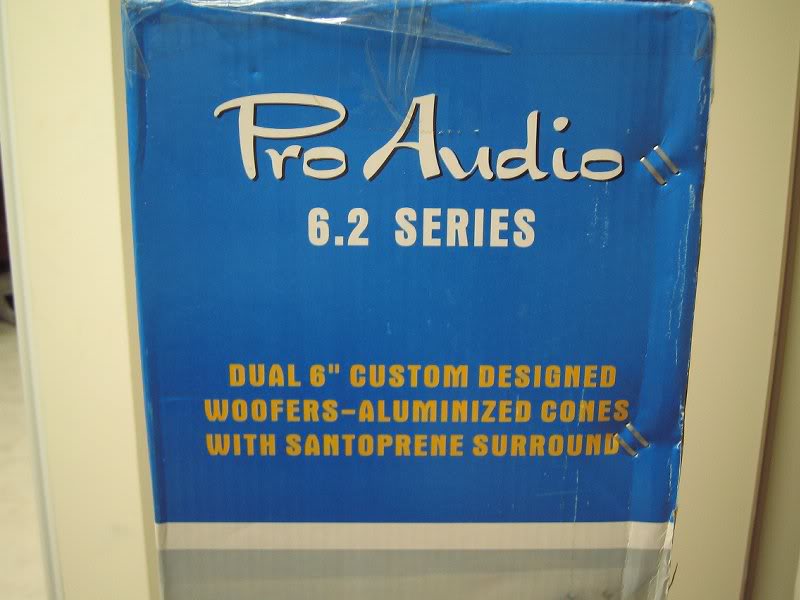 Pro Audio
6.2 SERIES
DUAL 6" CUSTOM DESIGNED
WOOFERS-ALUMINIZED CONES
WITH SANTOPRENE SURROUND